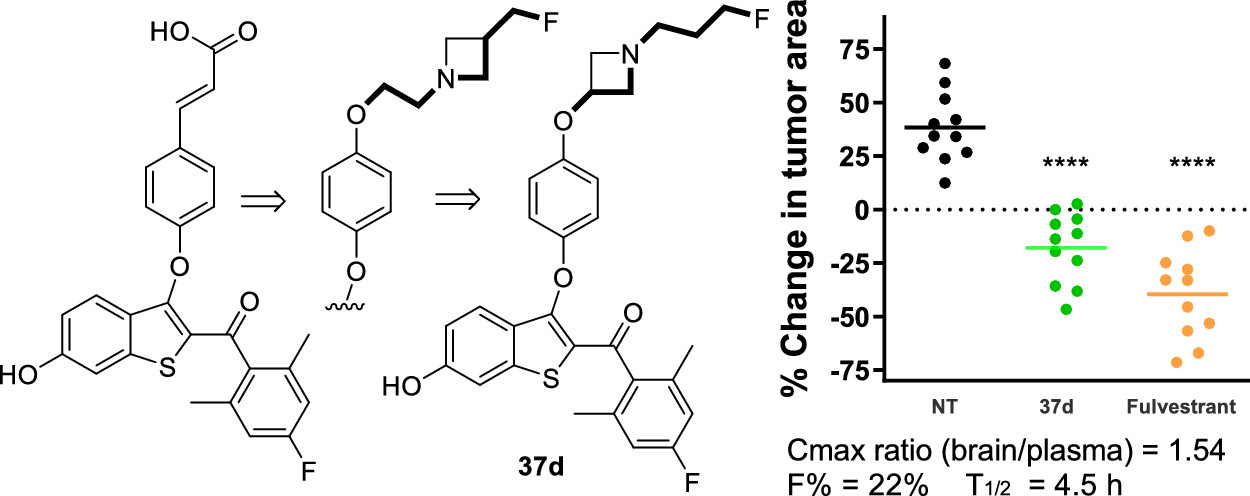 HO
O
O
HO
S
O
F
F
N
O
O
F
N
O
O
HO
S
O
F
37d
% Change in tumor area
75
50
25
0
-25
-50
-75
****
****
NT
37d
Fulvestrant
Cmax ratio (brain/plasma) = 1.54
F% = 22% T1/2 = 4.5 h